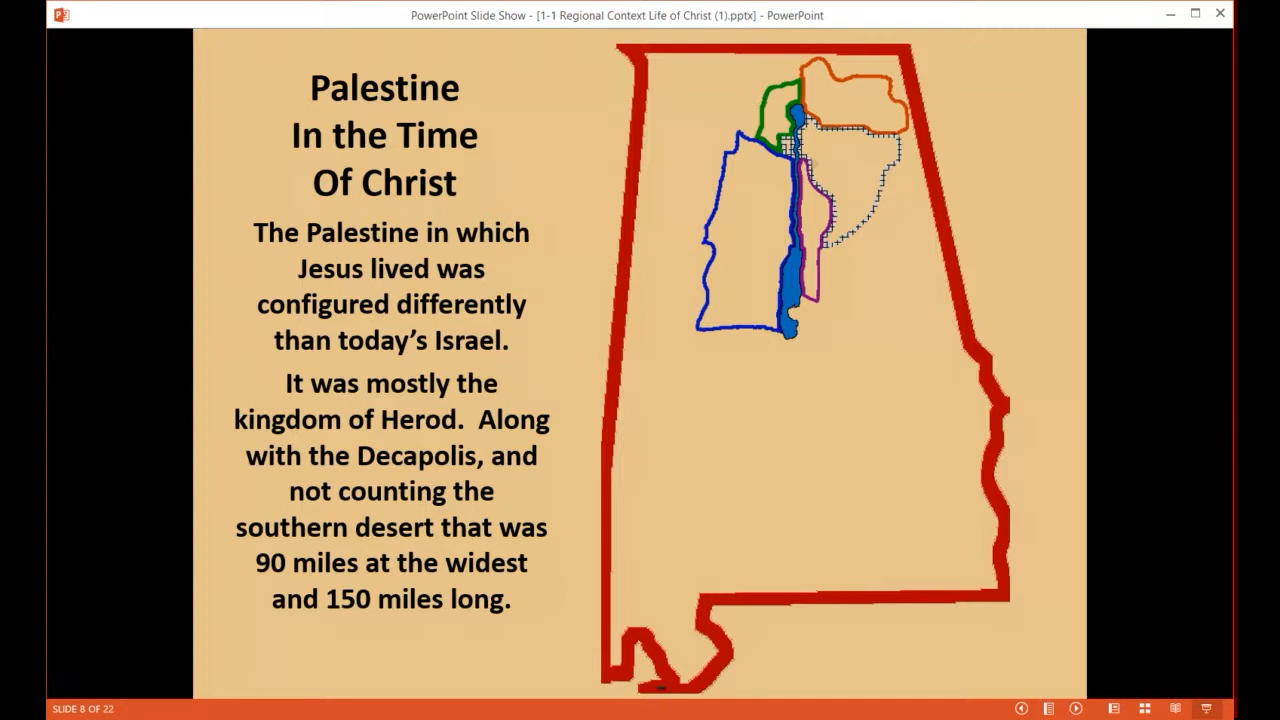 PowerPoint Slide Show - [1-1 Regional Context Life of Christ (1).pptx] - PowerPoint
Palestine
In the Time
Of Christ
The Palestine in which
Jesus lived was
configured differently
than today’s Israel.
It was mostly the
kingdom of Herod.  Along
with the Decapolis, and
not counting the
southern desert that was
90 miles at the widest
and 150 miles long.
SLIDE 8 OF 22